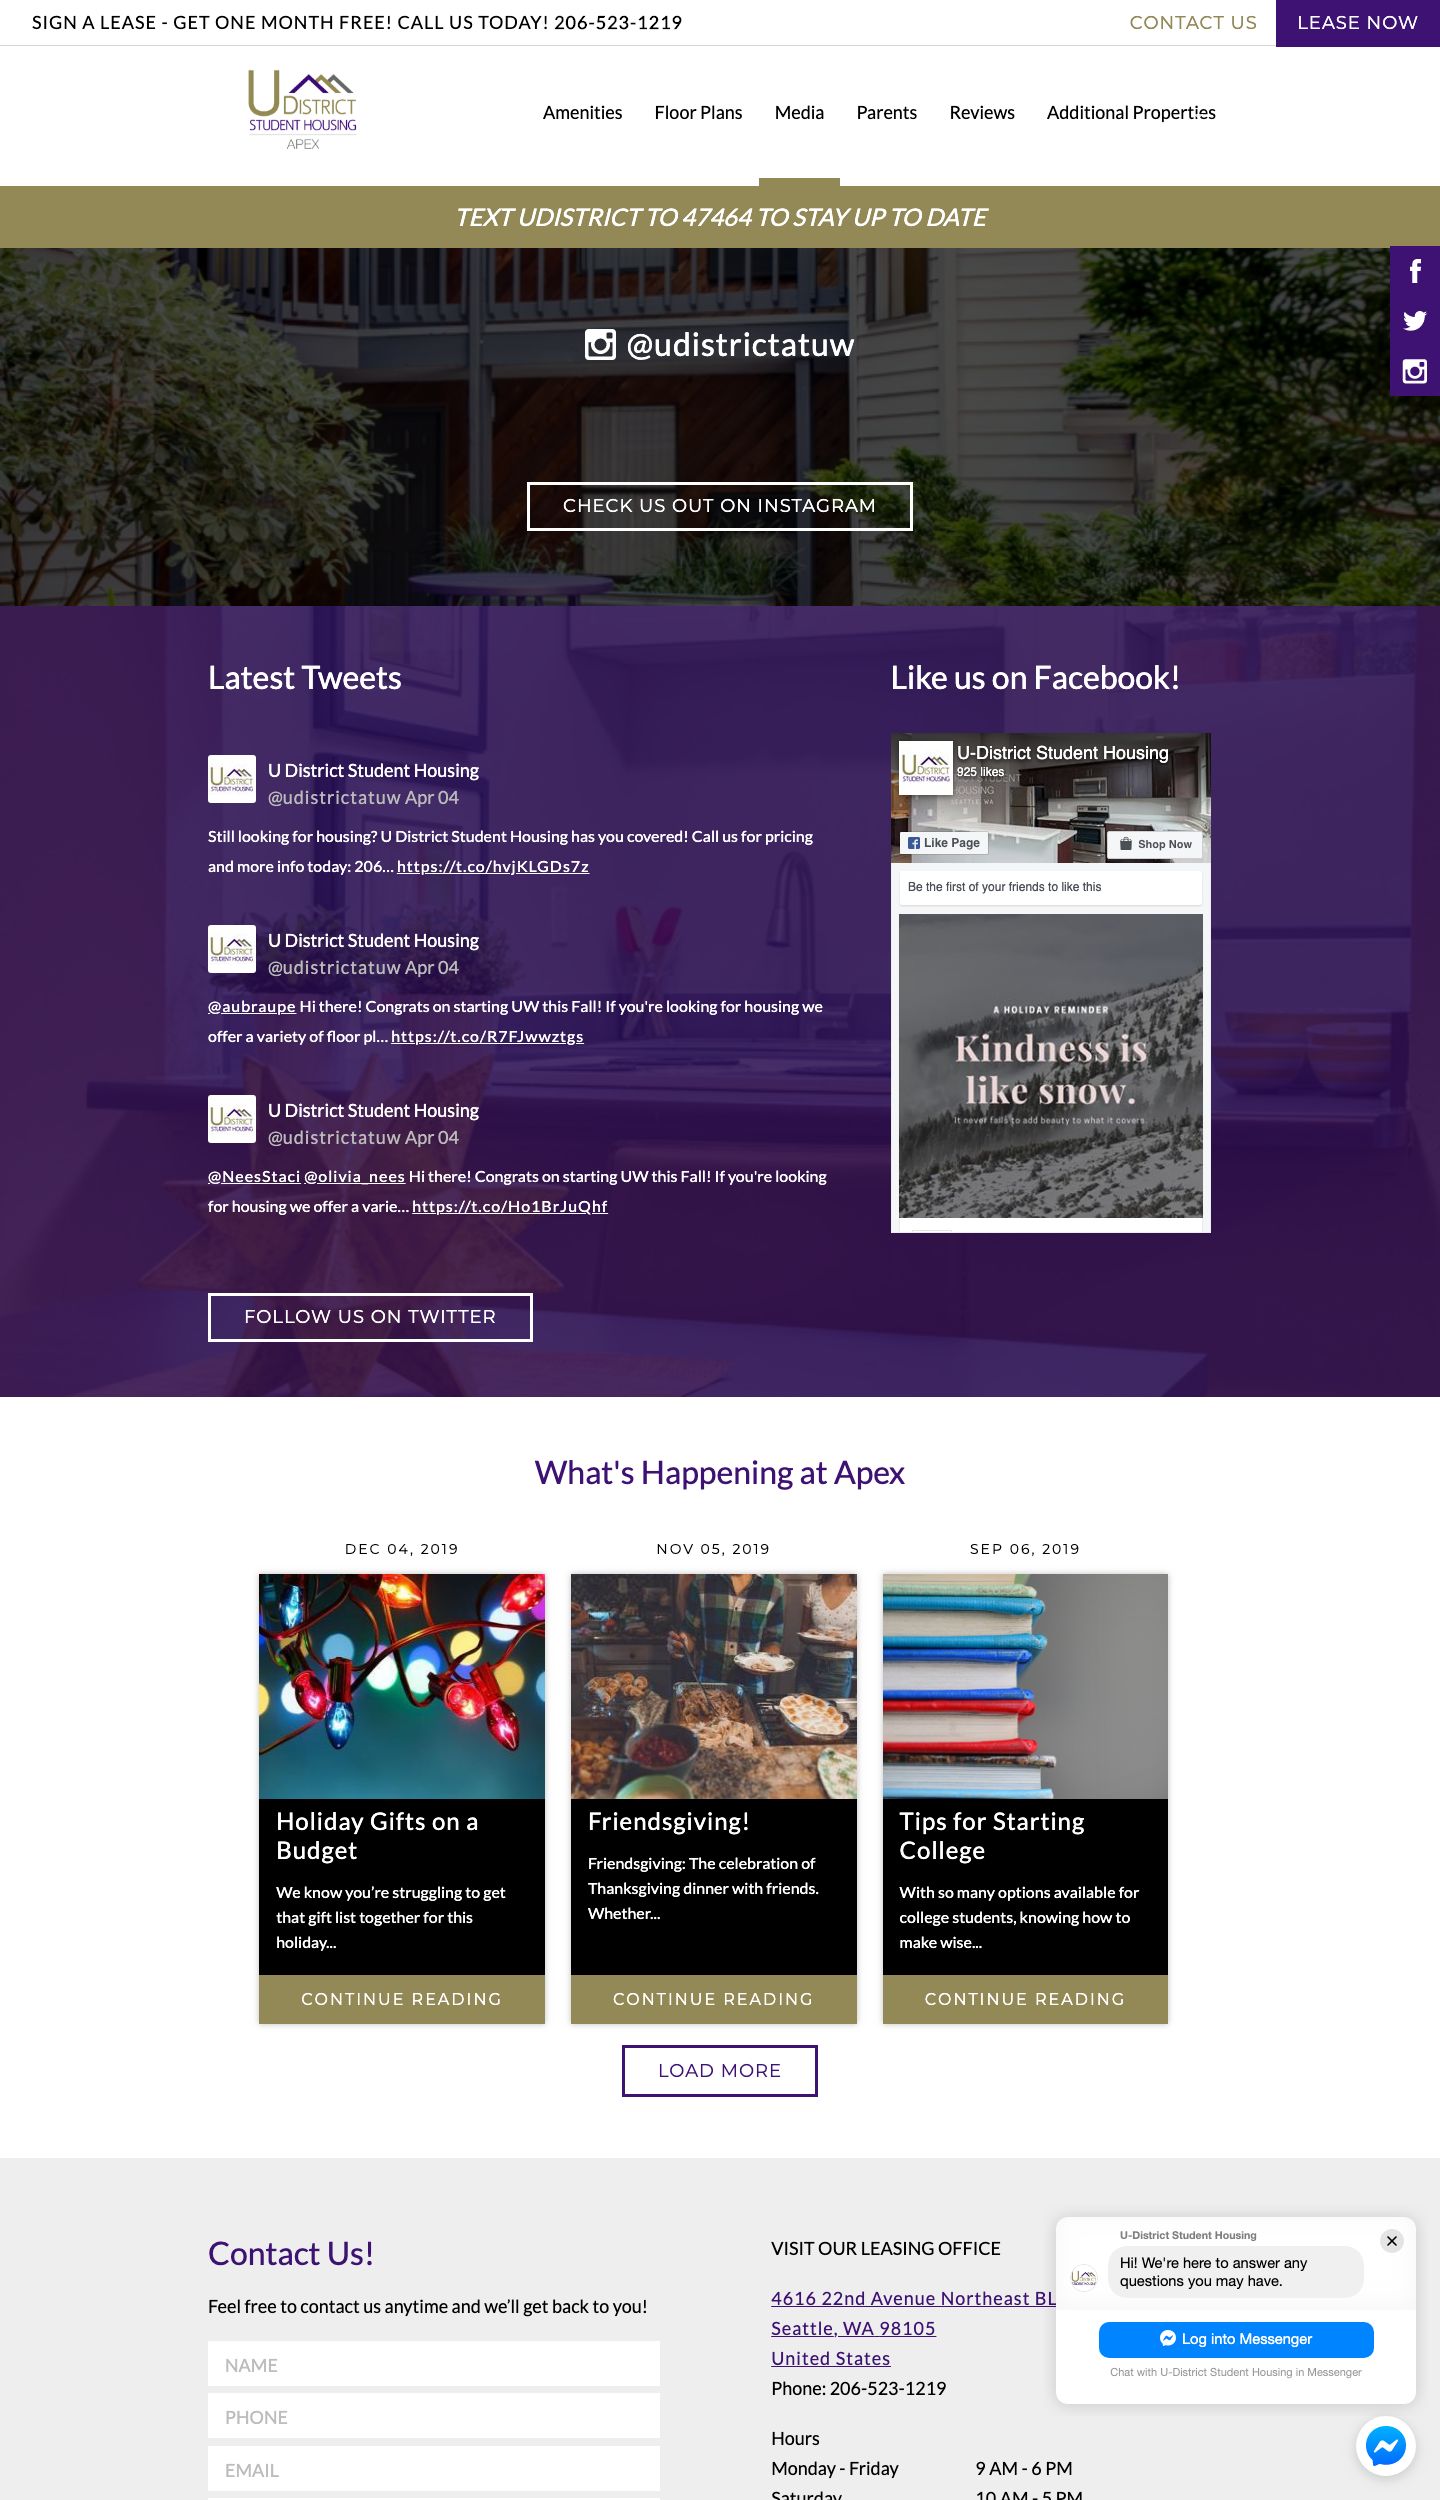 SIGN A LEASE - GET ONE MONTH FREE! CALL US TODAY! 206-523-1219
CONTACT US
LEASE NOW
U DISTRICT
STUDENT HOUSING
APEX
Amenities
Floor Plans
Media
Parents
Reviews
Additional Properties
TEXT UDISTRICT TO 47464 TO STAY UP TO DATE
@udistrictatuw
CHECK US OUT ON INSTAGRAM
Latest Tweets
U District Student Housing
@udistrictatuw Apr 04
Still looking for housing? U District Student Housing has you covered! Call us for pricing
and more info today: 206… https://t.co/hvjKLGDs7z
U District Student Housing
@udistrictatuw Apr 04
@aubraupe Hi there! Congrats on starting UW this Fall! If you're looking for housing we
offer a variety of floor pl… https://t.co/R7FJwwztgs
U District Student Housing
@udistrictatuw Apr 04
@NeesStaci @olivia_nees Hi there! Congrats on starting UW this Fall! If you're looking
for housing we offer a varie… https://t.co/Ho1BrJuQhf
FOLLOW US ON TWITTER
Like us on Facebook!
U-District Student Housing
925 likes
Like Page
Shop Now
Be the first of your friends to like this
A HOLIDAY REMINDER
Kindness is
like snow.
It never fails to add beauty to what it covers.
What's Happening at Apex
DEC 04, 2019
Holiday Gifts on a
Budget
We know you’re struggling to get
that gift list together for this
holiday...
CONTINUE READING
NOV 05, 2019
Friendsgiving!
Friendsgiving: The celebration of
Thanksgiving dinner with friends.
Whether...
CONTINUE READING
SEP 06, 2019
Tips for Starting
College
With so many options available for
college students, knowing how to
make wise...
CONTINUE READING
LOAD MORE
Contact Us!
Feel free to contact us anytime and we’ll get back to you!
NAME
PHONE
EMAIL
VISIT OUR LEASING OFFICE
4616 22nd Avenue Northeast BL
Seattle, WA 98105
United States
Phone: 206-523-1219
Hours
Monday - Friday 9 AM - 6 PM
Saturday 10 AM - 5 PM
U-District Student Housing
Hi! We're here to answer any
questions you may have.
Log into Messenger
Chat with U-District Student Housing in Messenger